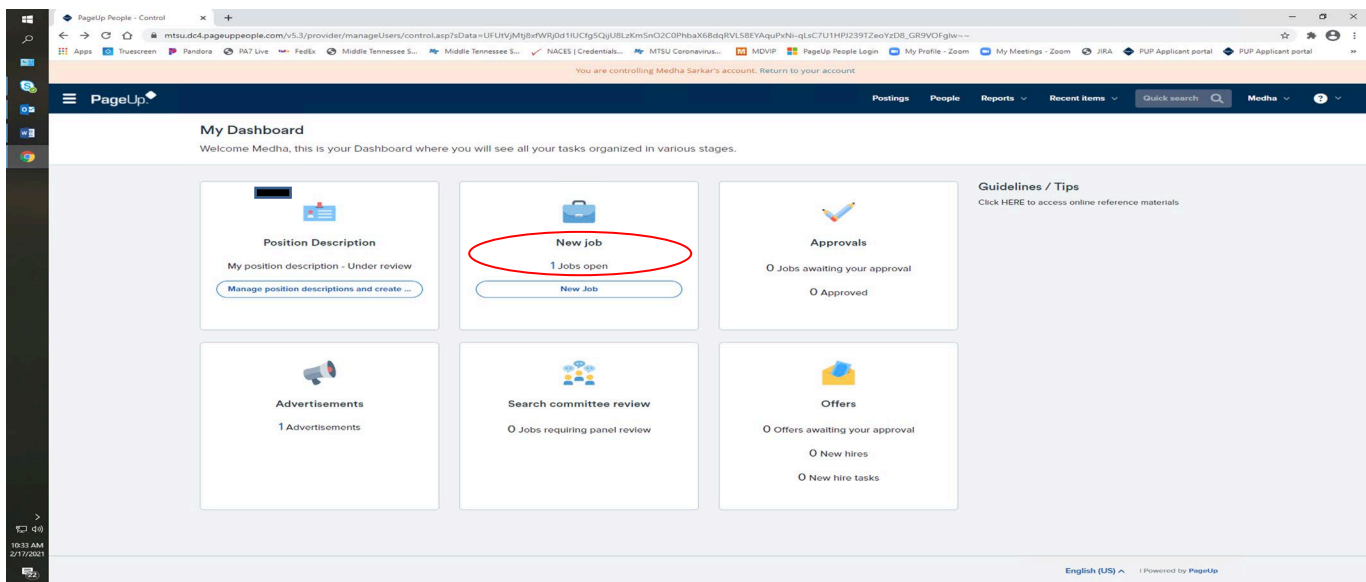 PageUp People - Control
mtsu.dc4.pageuppeople.com/v5.3/provider/manageUsers/control.asp?sData=
Apps Truescreen Pandora PA7 Live FedEx Middle Tennessee S... Middle Tennessee S... NACES | Credentials... MTSU Coronavirus... MDVIP PageUp People Login My Profile - Zoom My Meetings - Zoom JIRA PUP Applicant portal PUP Applicant portal »
You are controlling Medha Sarkar's account. Return to your account
PageUp. Postings People Reports Recent items Quick search Medha ?
My Dashboard
Welcome Medha, this is your Dashboard where you will see all your tasks organized in various stages.
Guidelines / Tips
Click HERE to access online reference materials
Position Description
My position description - Under review
Manage position descriptions and create ...
New job
1 Jobs open
New Job
Approvals
0 Jobs awaiting your approval
0 Approved
Advertisements
1 Advertisements
Search committee review
0 Jobs requiring panel review
Offers
0 Offers awaiting your approval
0 New hires
0 New hire tasks
10:33 AM
2/17/2021
22
English (US) | Powered by PageUp